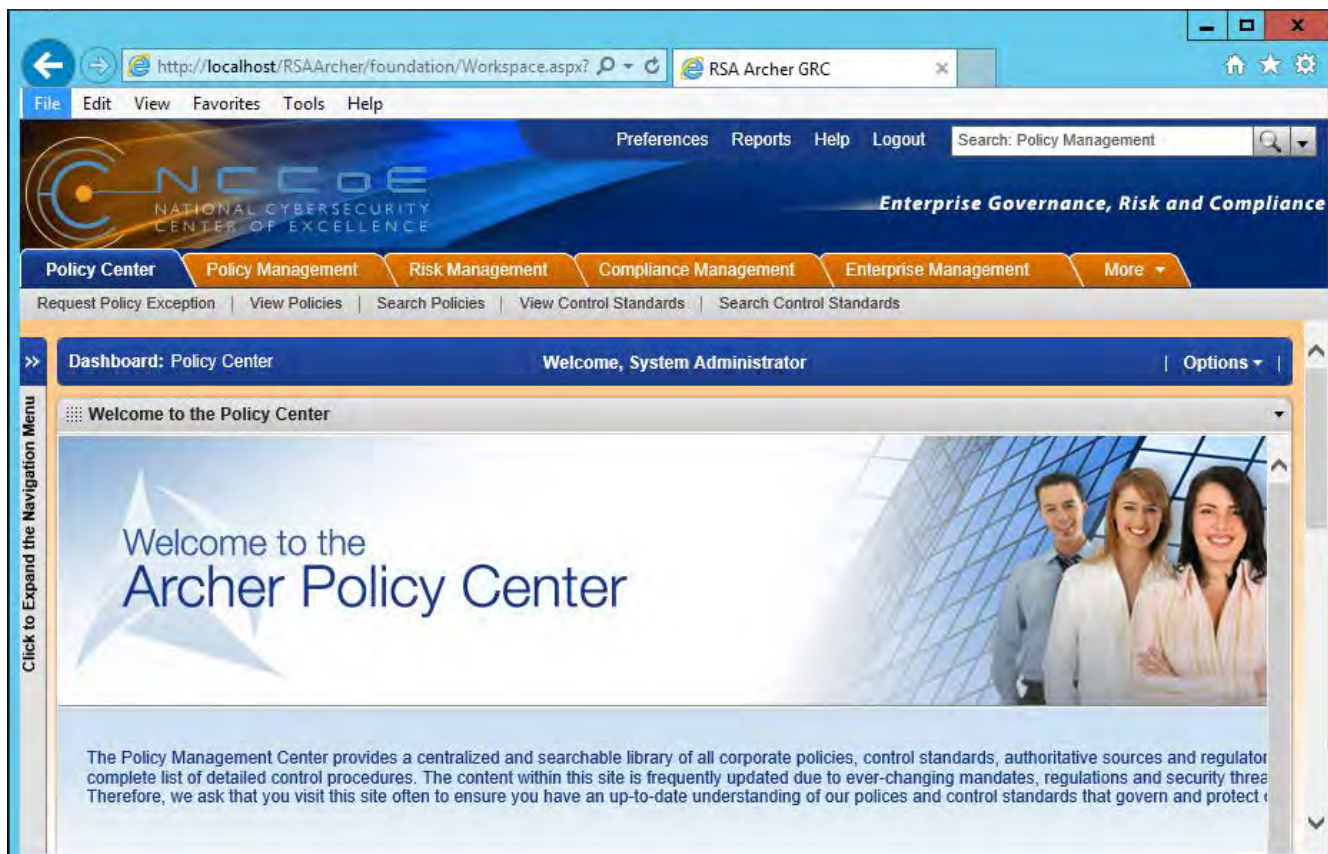 http://localhost/RSAArcher/foundation/Workspace.aspx?
RSA Archer GRC
File Edit View Favorites Tools Help
Preferences Reports Help Logout Search: Policy Management
NCCoE
NATIONAL CYBERSECURITY
CENTER OF EXCELLENCE
Enterprise Governance, Risk and Compliance
Policy Center Policy Management Risk Management Compliance Management Enterprise Management More
Request Policy Exception | View Policies | Search Policies | View Control Standards | Search Control Standards
Dashboard: Policy Center Welcome, System Administrator | Options |
Click to Expand the Navigation Menu
Welcome to the Policy Center
Welcome to the
Archer Policy Center
The Policy Management Center provides a centralized and searchable library of all corporate policies, control standards, authoritative sources and regulator
complete list of detailed control procedures. The content within this site is frequently updated due to ever-changing mandates, regulations and security threa
Therefore, we ask that you visit this site often to ensure you have an up-to-date understanding of our polices and control standards that govern and protect